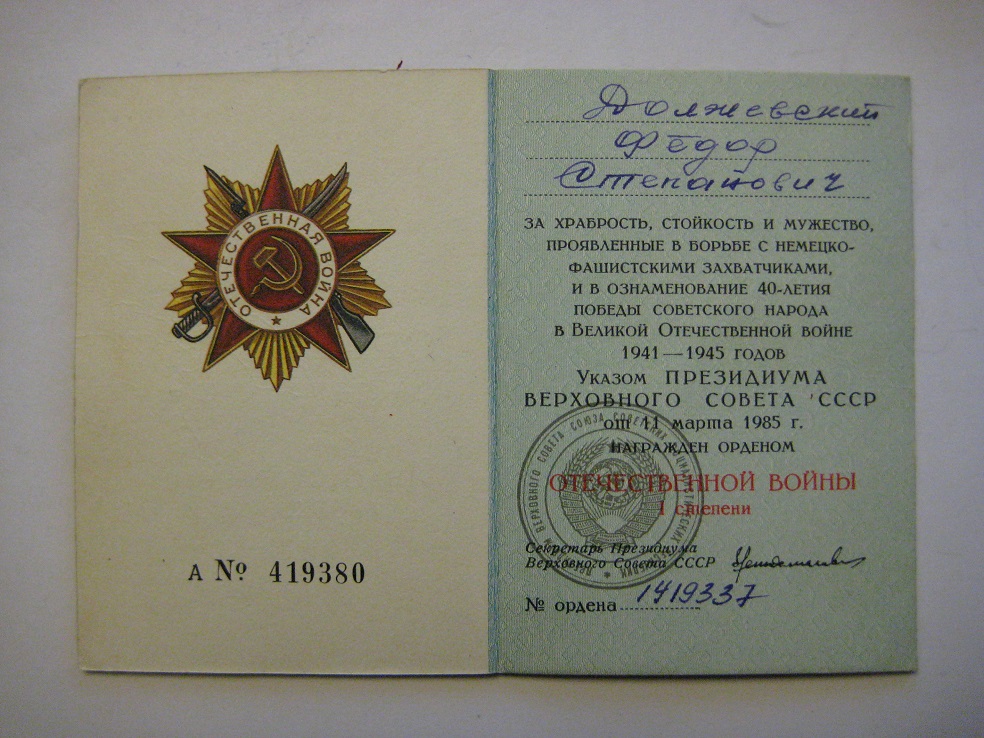 ОТЕЧЕСТВЕННАЯ ВОЙНА
А № 419380
Должевский
Фёдор
Степанович
ЗА ХРАБРОСТЬ, СТОЙКОСТЬ И МУЖЕСТВО,
ПРОЯВЛЕННЫЕ В БОРЬБЕ С НЕМЕЦКО-
ФАШИСТСКИМИ ЗАХВАТЧИКАМИ,
И В ОЗНАМЕНОВАНИЕ 40-ЛЕТИЯ
ПОБЕДЫ СОВЕТСКОГО НАРОДА
В ВЕЛИКОЙ ОТЕЧЕСТВЕННОЙ ВОЙНЕ
1941—1945 ГОДОВ
УКАЗОМ ПРЕЗИДИУМА
ВЕРХОВНОГО СОВЕТА СССР
от 11 марта 1985 г.
НАГРАЖДЕН ОРДЕНОМ
ОТЕЧЕСТВЕННОЙ ВОЙНЫ
I степени
Секретарь Президиума
Верховного Совета СССР
№ ордена 1419337